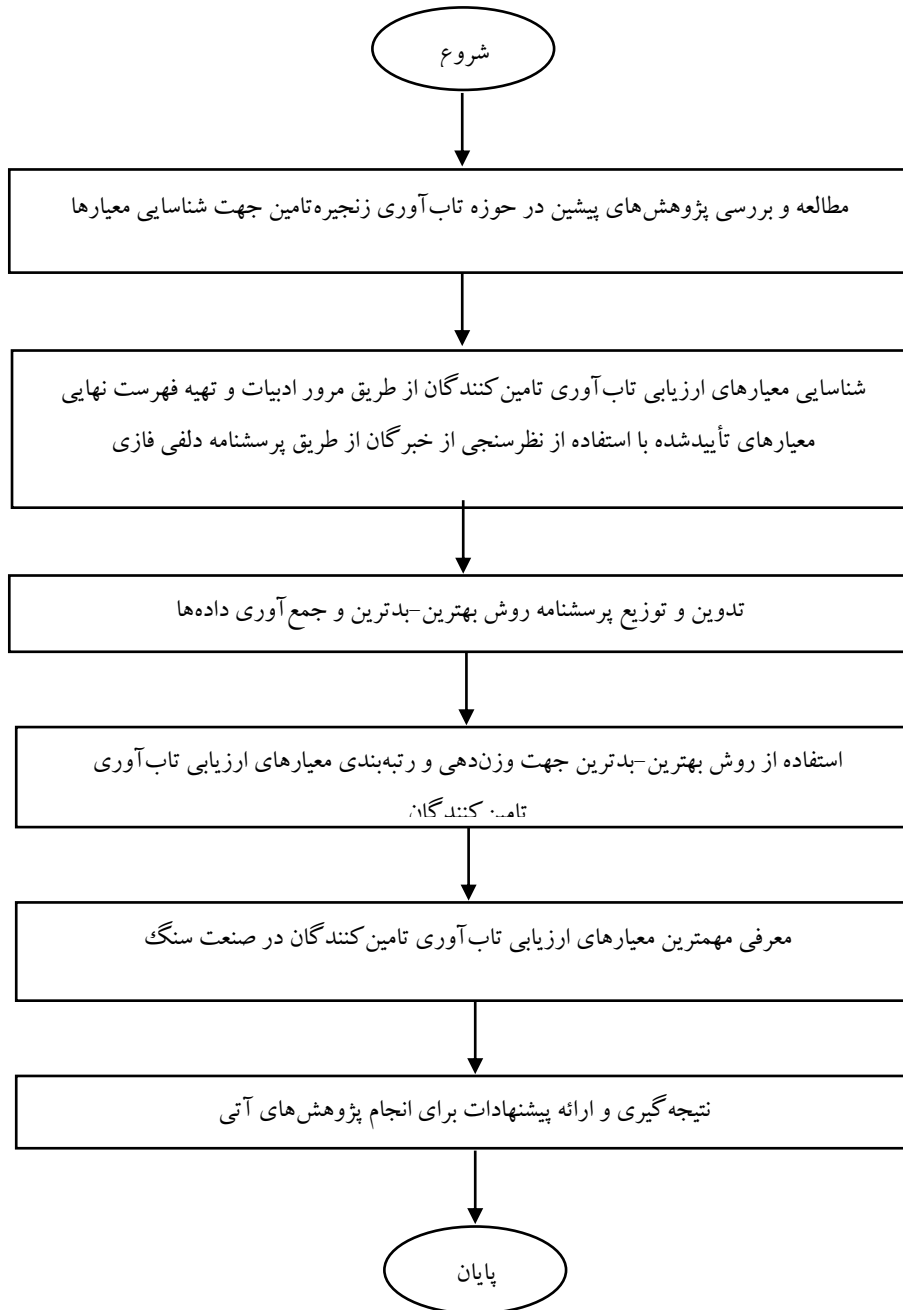 شروع
مطالعه و بررسی پژوهش‌های پیشین در حوزه تاب‌آوری زنجیره‌تامین جهت شناسایی معیارها
شناسایی معیارهای ارزیابی تاب‌آوری تامین‌کنندگان از طریق مرور ادبیات و تهیه فهرست نهایی
معیارهای تأییدشده با استفاده از نظرسنجی از خبرگان از طریق پرسشنامه دلفی فازی
تدوین و توزیع پرسشنامه روش بهترین-بدترین و جمع‌آوری داده‌ها
استفاده از روش بهترین-بدترین جهت وزن‌دهی و رتبه‌بندی معیارهای ارزیابی تاب‌آوری
تامین‌کنندگان
معرفی مهمترین معیارهای ارزیابی تاب‌آوری تامین‌کنندگان در صنعت سنگ
نتیجه‌گیری و ارائه پیشنهادات برای انجام پژوهش‌های آتی
پایان